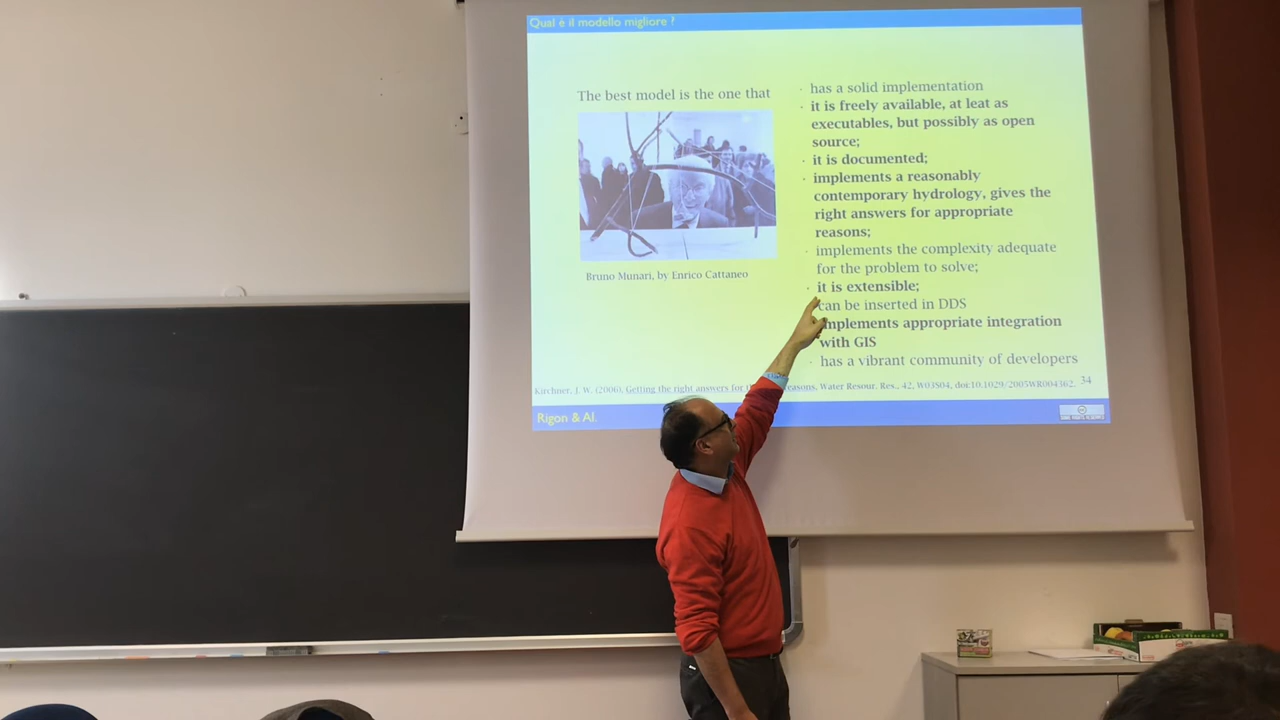 Qual è il modello migliore ?
The best model is the one that
Bruno Munari, by Enrico Cattaneo
· has a solid implementation
· it is freely available, at leat as
executables, but possibly as open
source;
· it is documented;
· implements a reasonably
contemporary hydrology, gives the
right answers for appropriate
reasons;
· implements the complexity adequate
for the problem to solve;
· it is extensible;
can be inserted in DDS
implements appropriate integration
with GIS
· has a vibrant community of developers
Kirchner, J. W. (2006), Getting the right answers for reasons, Water Resour. Res., 42, W03S04, doi:10.1029/2005WR004362.
34
Rigon & Al.